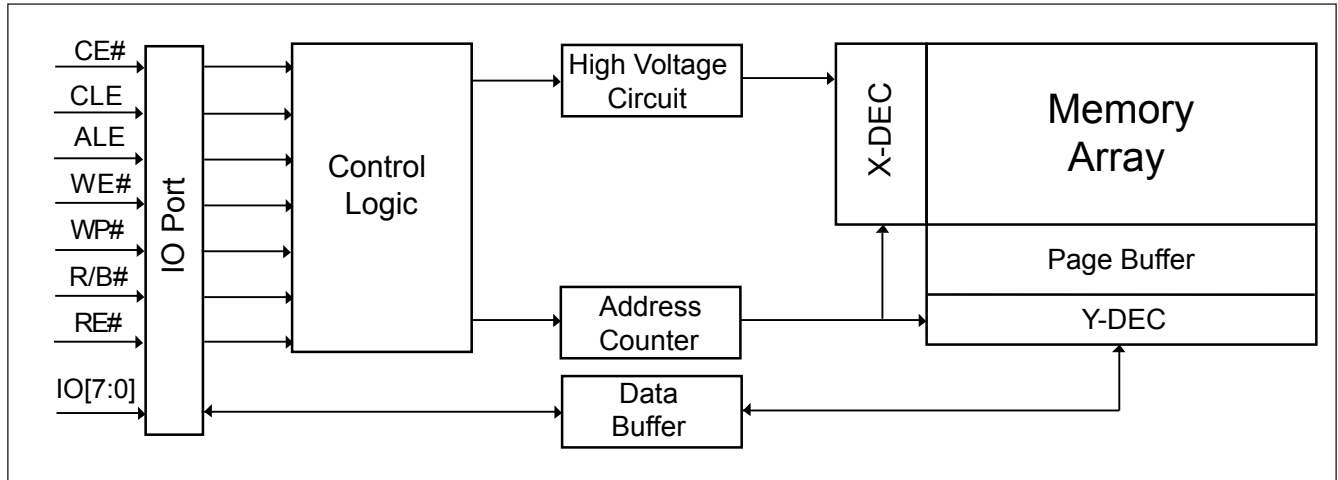 CE#
CLE
ALE
WE#
WP#
R/B#
RE#
IO[7:0]
IO Port
Control
Logic
High Voltage
Circuit
Address
Counter
Data
Buffer
X-DEC
Memory
Array
Page Buffer
Y-DEC